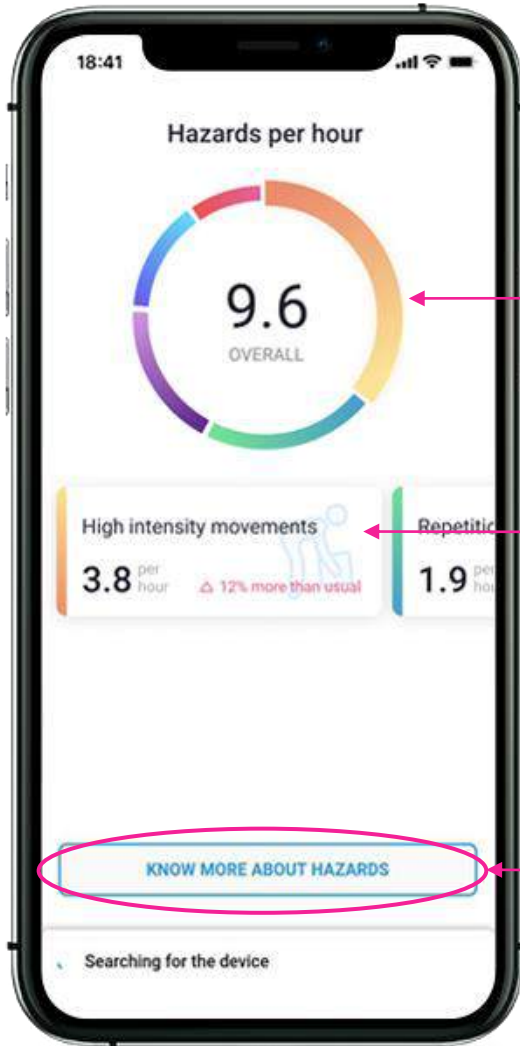 18:41
Hazards per hour
9.6
OVERALL
High intensity movements
3.8 per hour
△ 12% more than usual
1.9 per
KNOW MORE ABOUT HAZARDS
Searching for the device